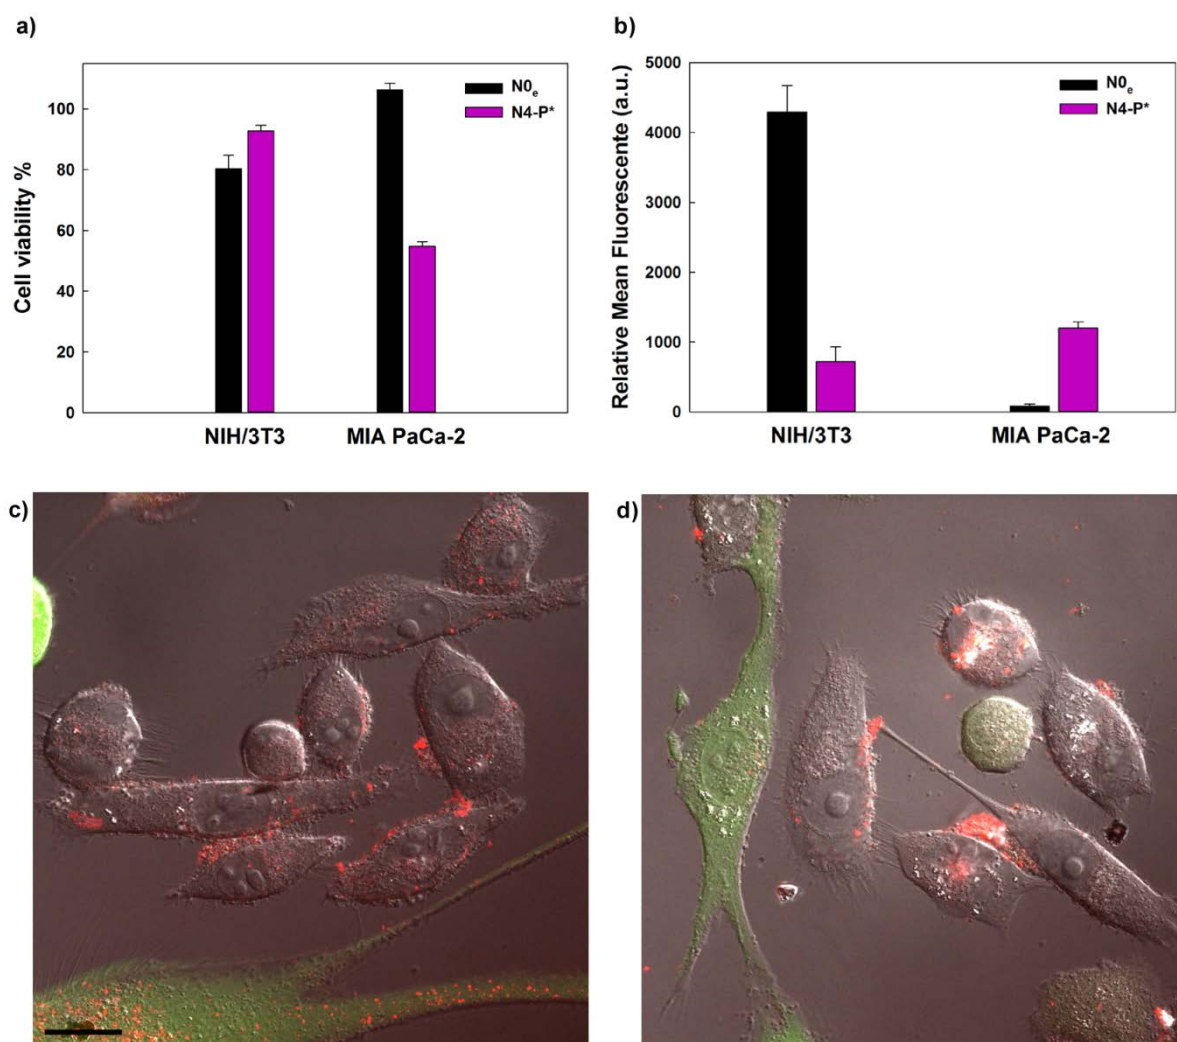 a)
Cell viability %
100
80
60
40
20
0
N0e
N4-P*
NIH/3T3
MIA PaCa-2
b)
Relative Mean Fluorescente (a.u.)
5000
4000
3000
2000
1000
0
N0e
N4-P*
NIH/3T3
MIA PaCa-2
c)
d)